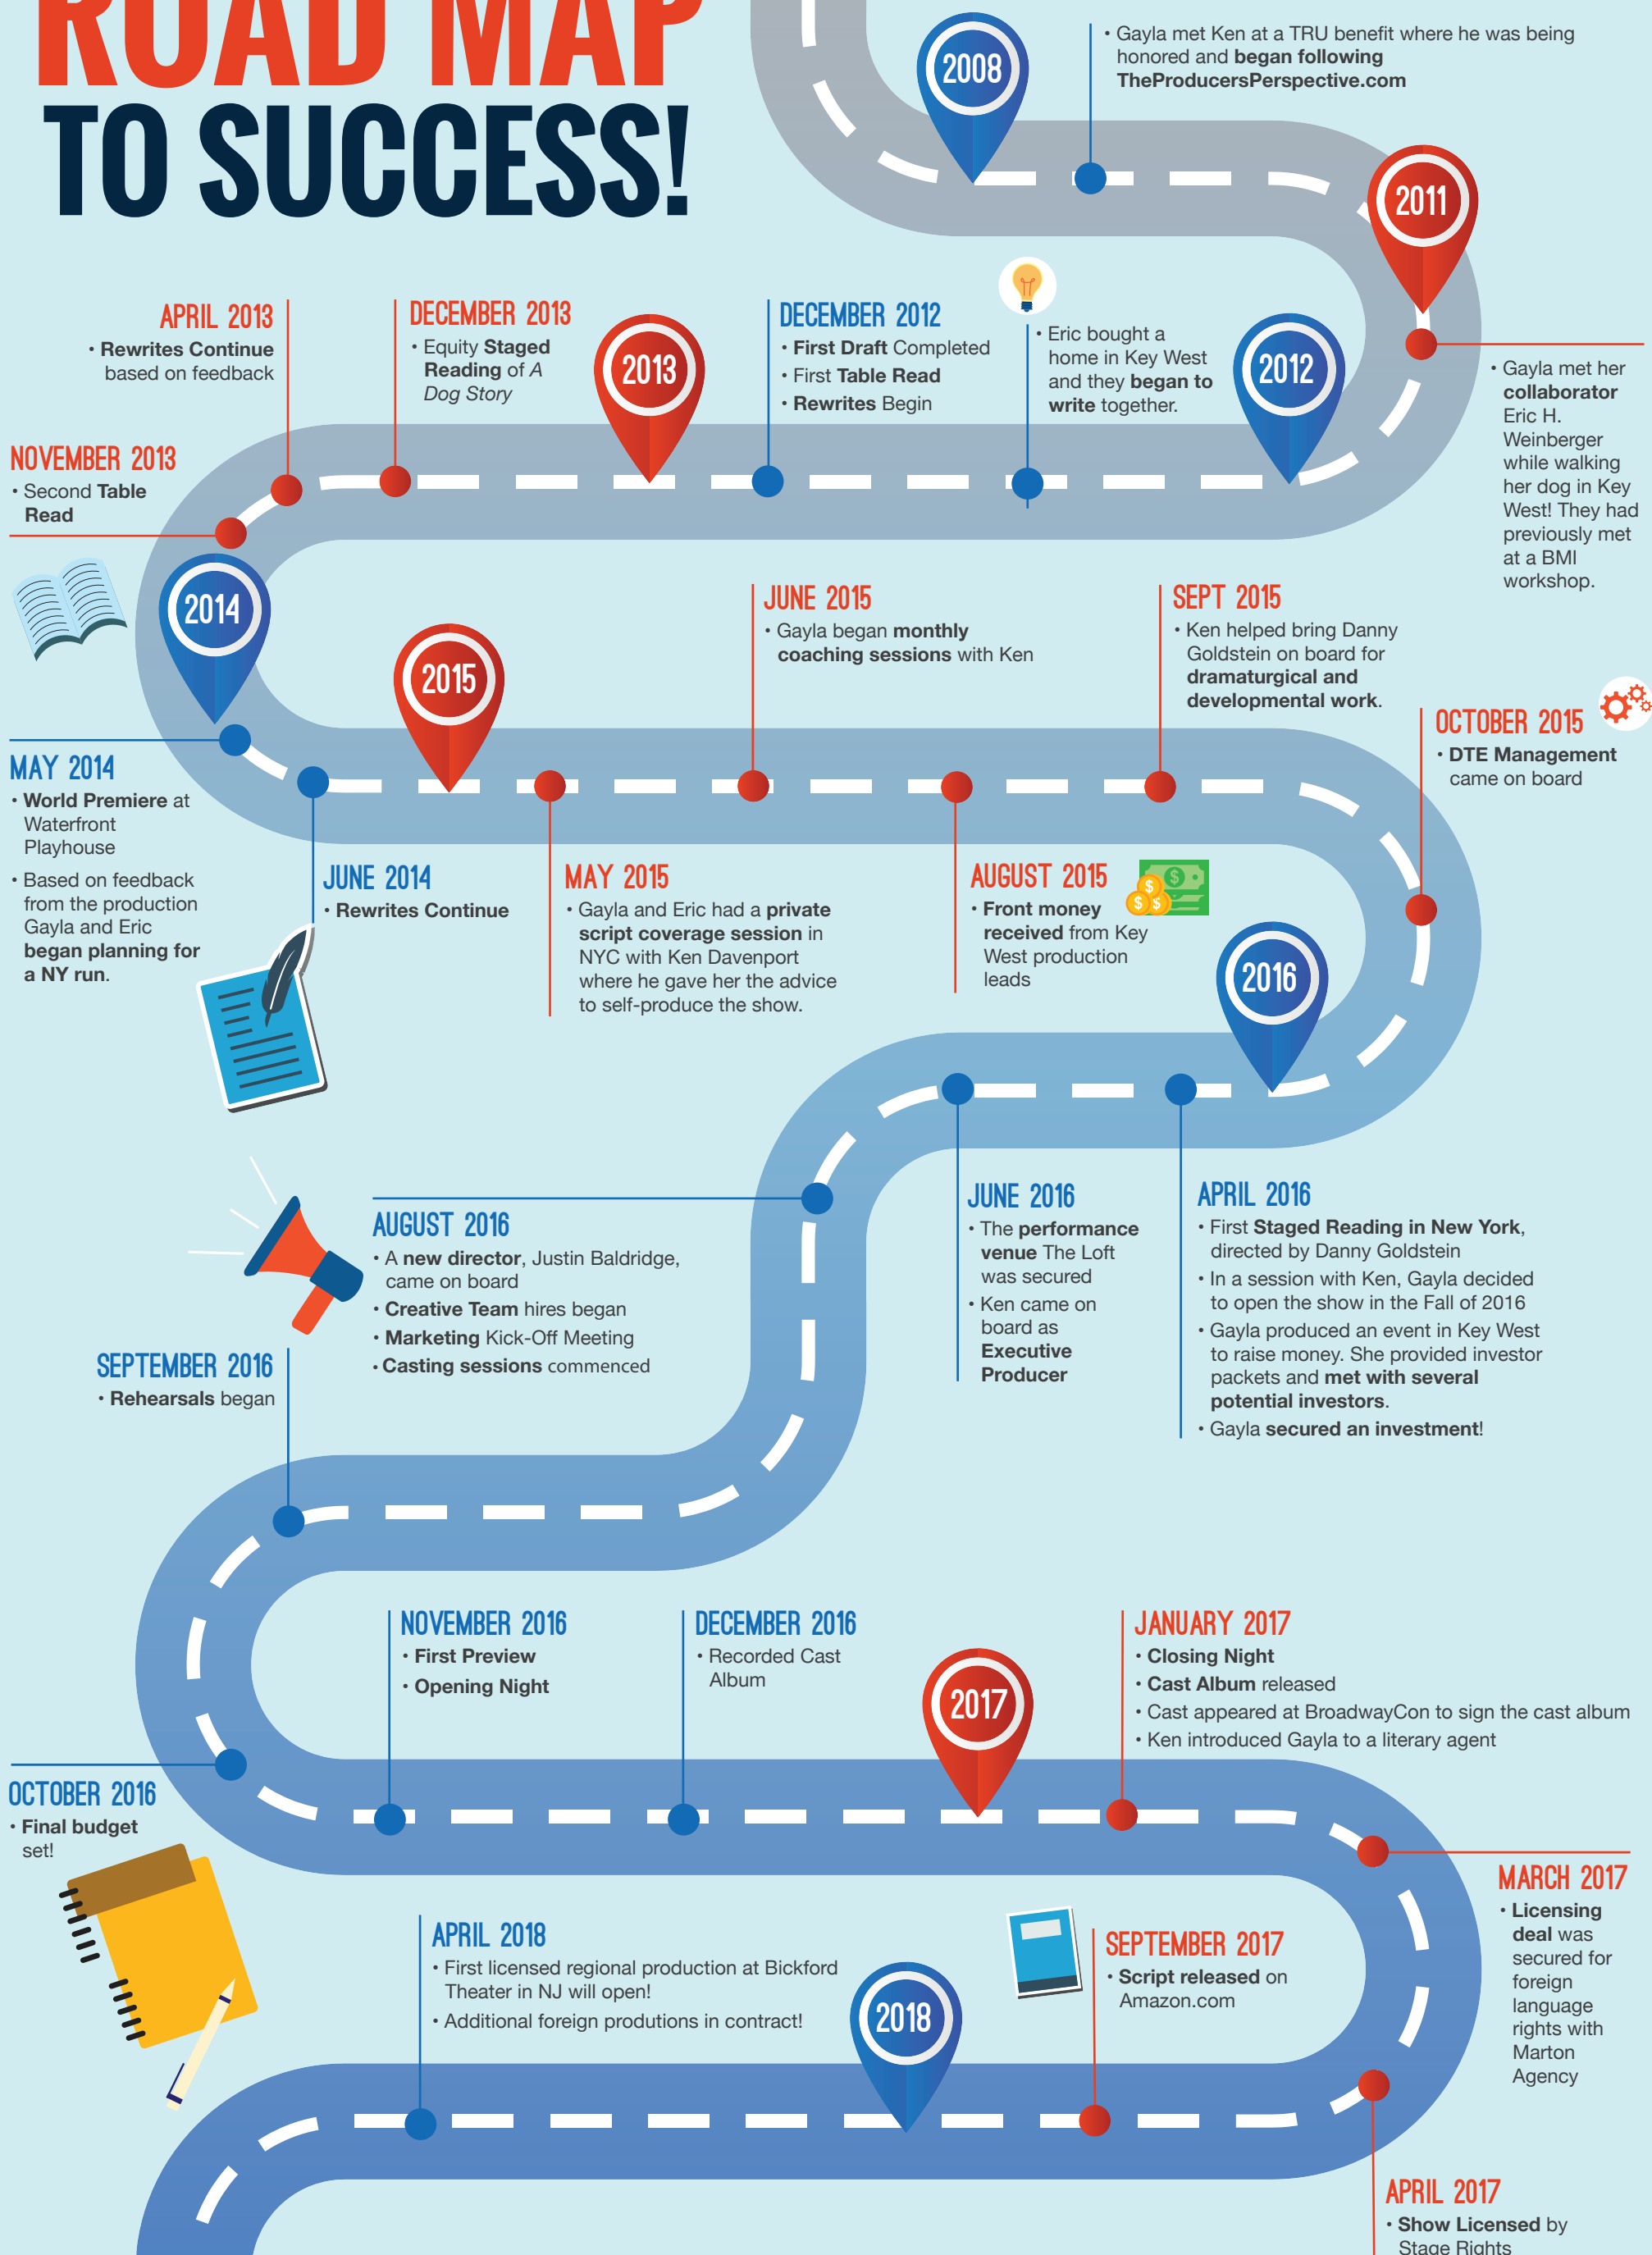 ROAD MAP
TO SUCCESS!
2008
• Gayla met Ken at a TRU benefit where he was being
honored and began following
TheProducersPerspective.com
2011
• Gayla met her
collaborator
Eric H.
Weinberger
while walking
her dog in Key
West! They had
previously met
at a BMI
workshop.
2012
• Eric bought a
home in Key West
and they began to
write together.
DECEMBER 2012
• First Draft Completed
• First Table Read
• Rewrites Begin
2013
DECEMBER 2013
• Equity Staged
Reading of A
Dog Story
APRIL 2013
• Rewrites Continue
based on feedback
NOVEMBER 2013
• Second Table
Read
2014
MAY 2014
• World Premiere at
Waterfront
Playhouse
• Based on feedback
from the production
Gayla and Eric
began planning for
a NY run.
JUNE 2014
• Rewrites Continue
2015
MAY 2015
• Gayla and Eric had a private
script coverage session in
NYC with Ken Davenport
where he gave her the advice
to self-produce the show.
JUNE 2015
• Gayla began monthly
coaching sessions with Ken
AUGUST 2015
• Front money
received from Key
West production
leads
SEPT 2015
• Ken helped bring Danny
Goldstein on board for
dramaturgical and
developmental work.
OCTOBER 2015
• DTE Management
came on board
2016
APRIL 2016
• First Staged Reading in New York,
directed by Danny Goldstein
• In a session with Ken, Gayla decided
to open the show in the Fall of 2016
• Gayla produced an event in Key West
to raise money. She provided investor
packets and met with several
potential investors.
• Gayla secured an investment!
JUNE 2016
• The performance
venue The Loft
was secured
• Ken came on
board as
Executive
Producer
AUGUST 2016
• A new director, Justin Baldridge,
came on board
• Creative Team hires began
• Marketing Kick-Off Meeting
• Casting sessions commenced
SEPTEMBER 2016
• Rehearsals began
OCTOBER 2016
• Final budget
set!
NOVEMBER 2016
• First Preview
• Opening Night
DECEMBER 2016
• Recorded Cast
Album
2017
JANUARY 2017
• Closing Night
• Cast Album released
• Cast appeared at BroadwayCon to sign the cast album
• Ken introduced Gayla to a literary agent
MARCH 2017
• Licensing
deal was
secured for
foreign
language
rights with
Marton
Agency
APRIL 2017
• Show Licensed by
Stage Rights
SEPTEMBER 2017
• Script released on
Amazon.com
2018
APRIL 2018
• First licensed regional production at Bickford
Theater in NJ will open!
• Additional foreign produtions in contract!